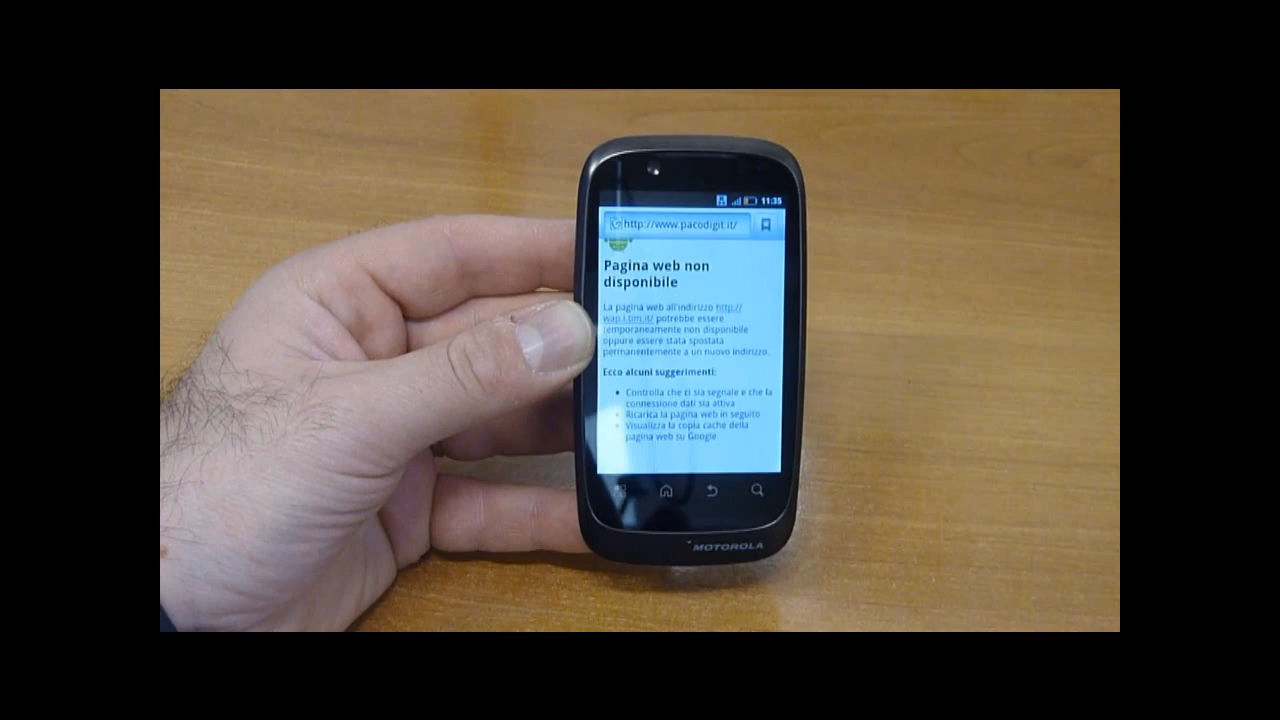 11:35
http://www.pacodigit.it/
Pagina web non
disponibile
La pagina web all'indirizzo http://
wap.i.tim.it/ potrebbe essere
temporaneamente non disponibile
oppure essere stata spostata
permanentemente a un nuovo indirizzo.
Ecco alcuni suggerimenti:
Controlla che ci sia segnale e che la
connessione dati sia attiva
Ricarica la pagina web in seguito
Visualizza la copia cache della
pagina web su Google
MOTOROLA